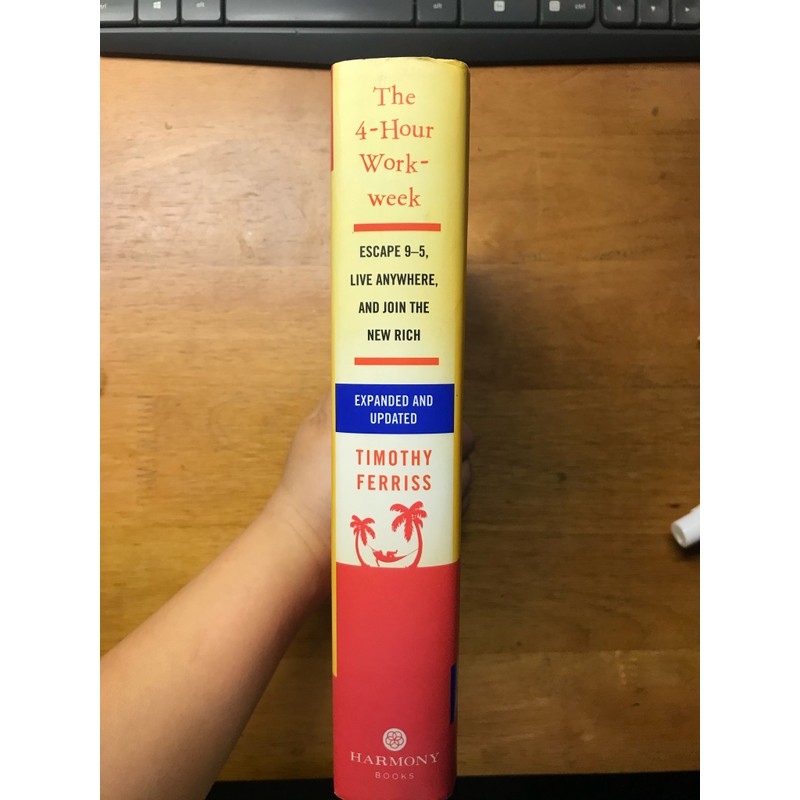 The
4-Hour
Work-
week
ESCAPE 9–5,
LIVE ANYWHERE,
AND JOIN THE
NEW RICH
EXPANDED AND
UPDATED
TIMOTHY
FERRISS
HARMONY
BOOKS